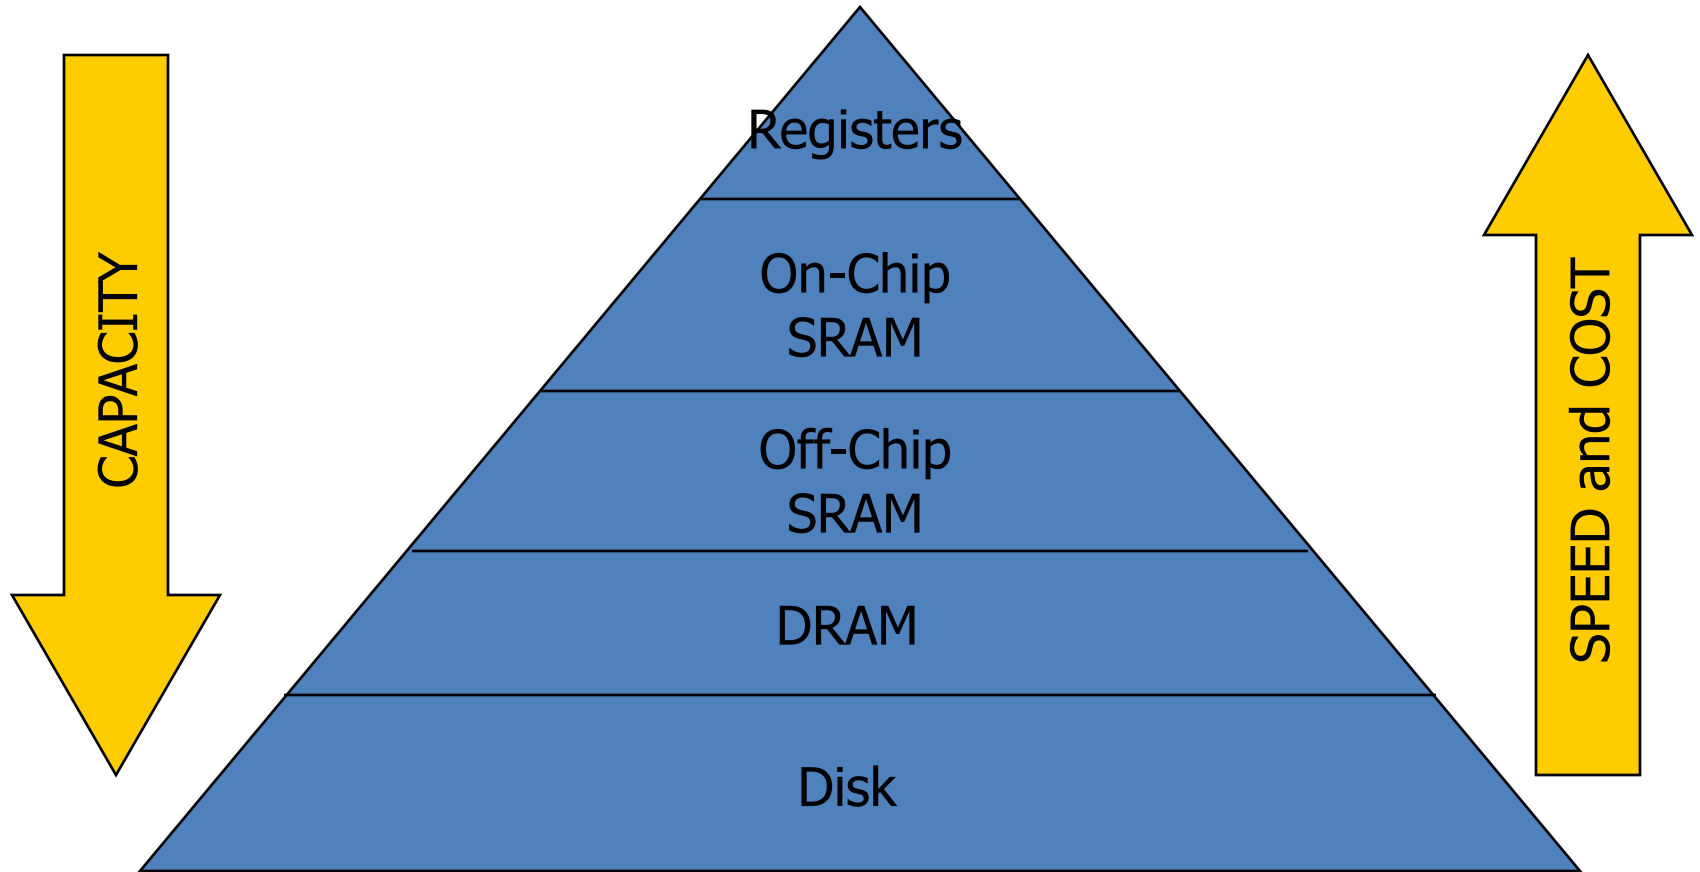 Registers
On-Chip
SRAM
Off-Chip
SRAM
DRAM
Disk
CAPACITY
SPEED and COST